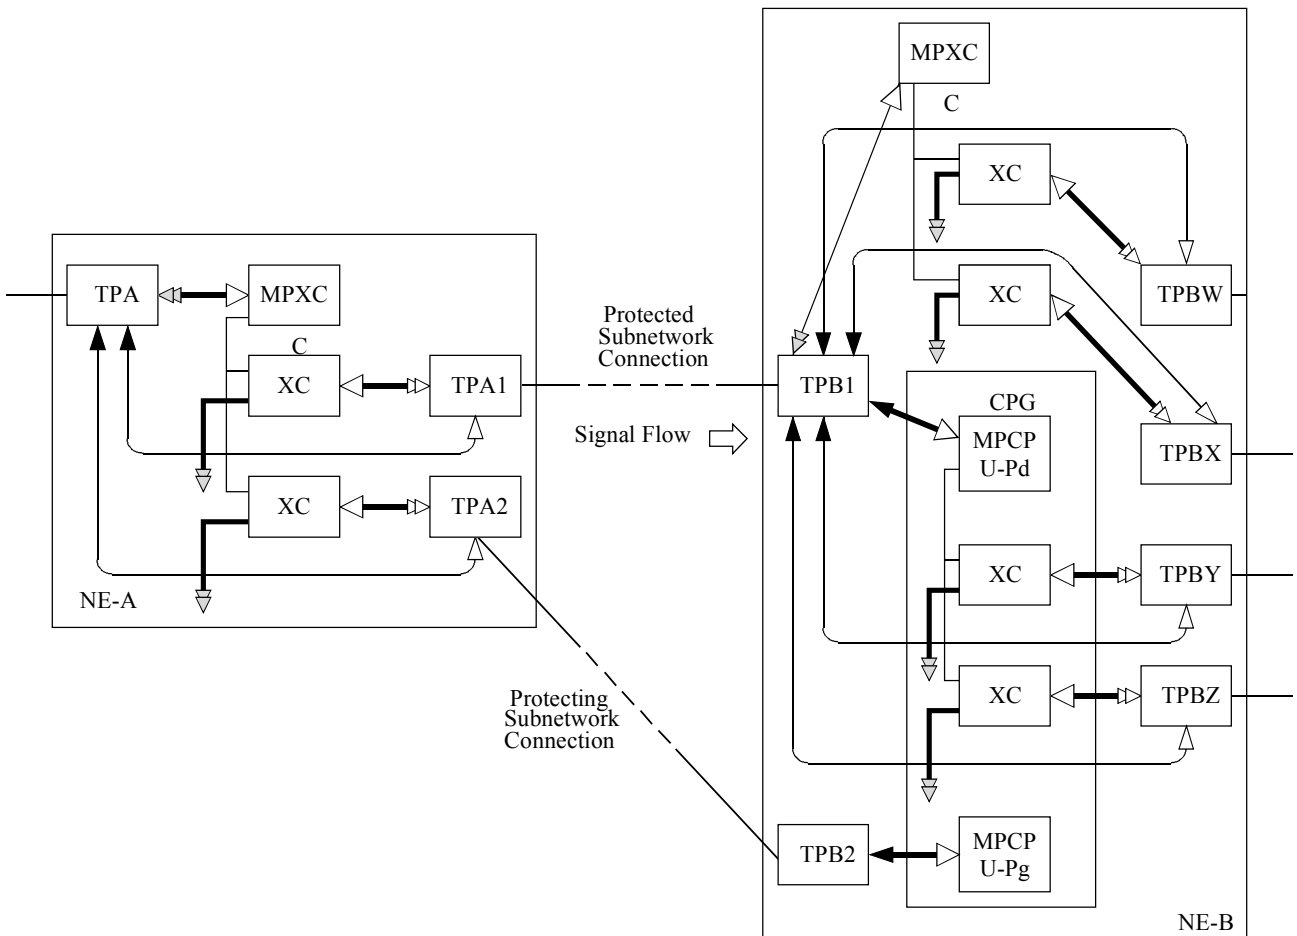 MPXC
C
XC
XC
TPBW
TPA
MPXC
C
XC
TPA1
Protected
Subnetwork
Connection
TPB1
CPG
Signal Flow
MPCP
U-Pd
TPBX
XC
TPA2
NE-A
XC
TPBY
XC
TPBZ
Protecting
Subnetwork
Connection
TPB2
MPCP
U-Pg
NE-B